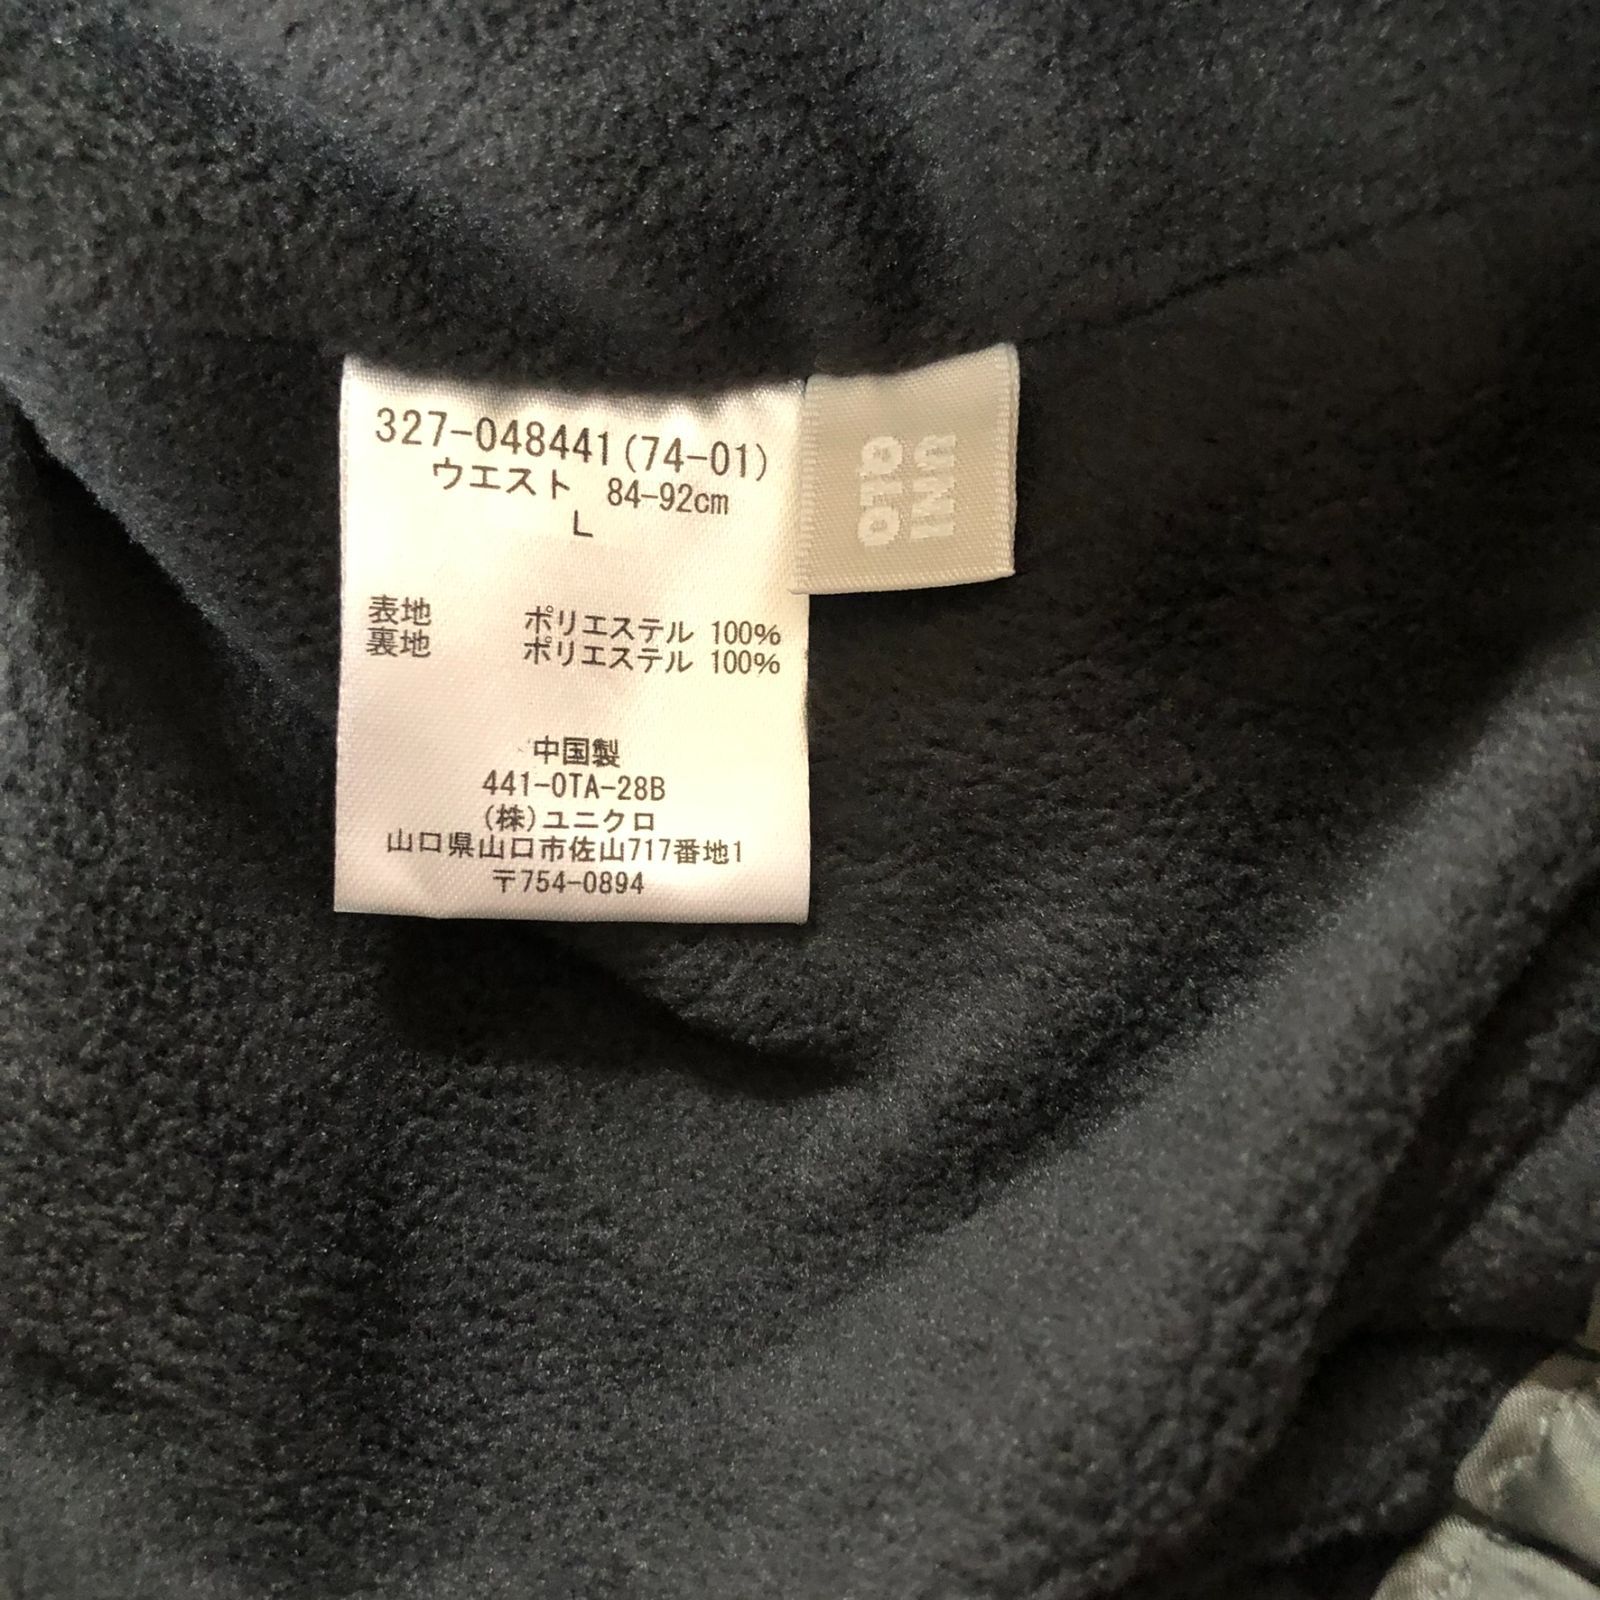 327-048441(74-01)
ウエスト 84-92cm
L
表地 ポリエステル 100%
裏地 ポリエステル 100%
中国製
441-OTA-28B
(株)ユニクロ
山口県山口市佐山717番地1
〒754-0894
UNI
QLO